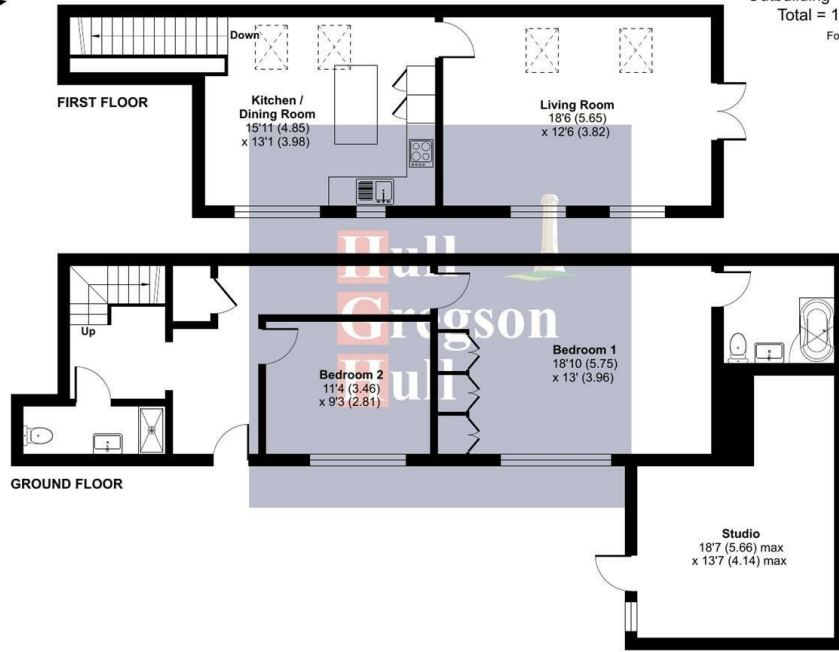 Outbuilding
Total = 1
Fo
Down
FIRST FLOOR
Kitchen /
Dining Room
15'11 (4.85)
x 13'1 (3.98)
Living Room
18'6 (5.65)
x 12'6 (3.82)
Hull
Gregson
Hull
Up
Bedroom 2
11'4 (3.46)
x 9'3 (2.81)
Bedroom 1
18'10 (5.75)
x 13' (3.96)
GROUND FLOOR
Studio
18'7 (5.66) max
x 13'7 (4.14) max